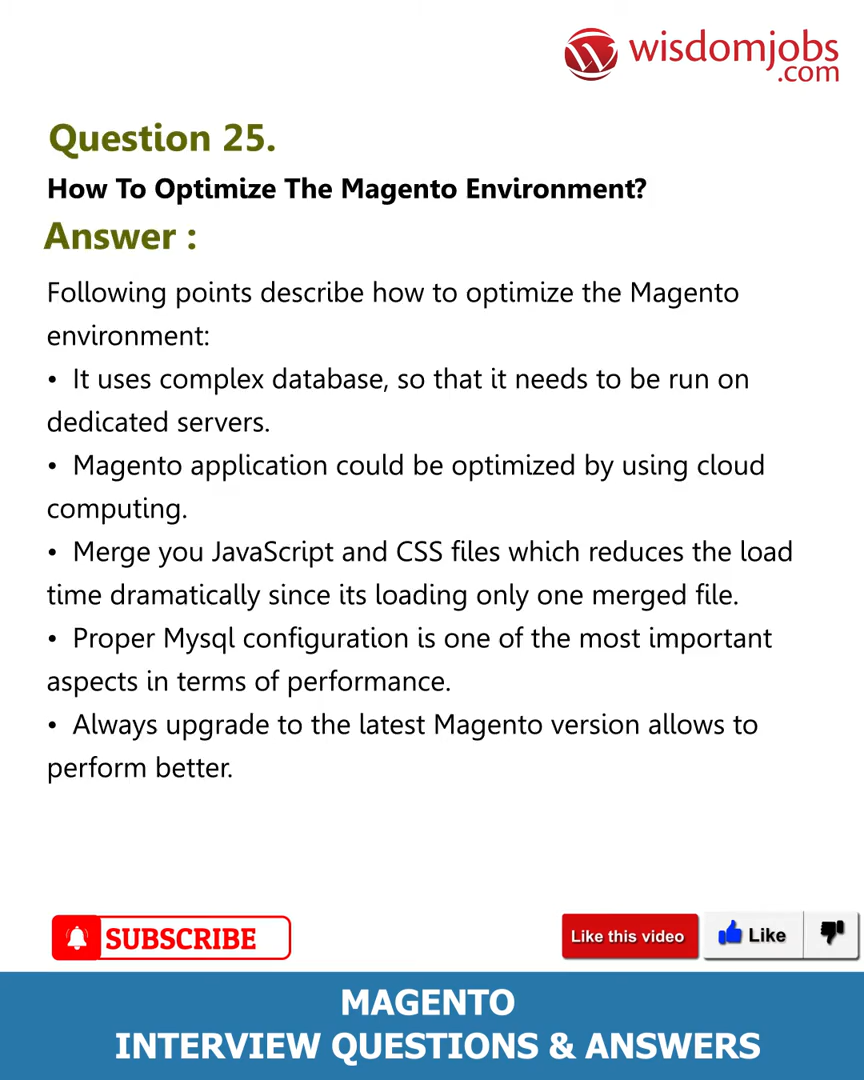 wisdomjobs
.com
Question 25.
How To Optimize The Magento Environment?
Answer :
Following points describe how to optimize the Magento
environment:
• It uses complex database, so that it needs to be run on
dedicated servers.
• Magento application could be optimized by using cloud
computing.
• Merge you JavaScript and CSS files which reduces the load
time dramatically since its loading only one merged file.
• Proper Mysql configuration is one of the most important
aspects in terms of performance.
• Always upgrade to the latest Magento version allows to
perform better.
SUBSCRIBE
Like this video
Like
MAGENTO
INTERVIEW QUESTIONS & ANSWERS